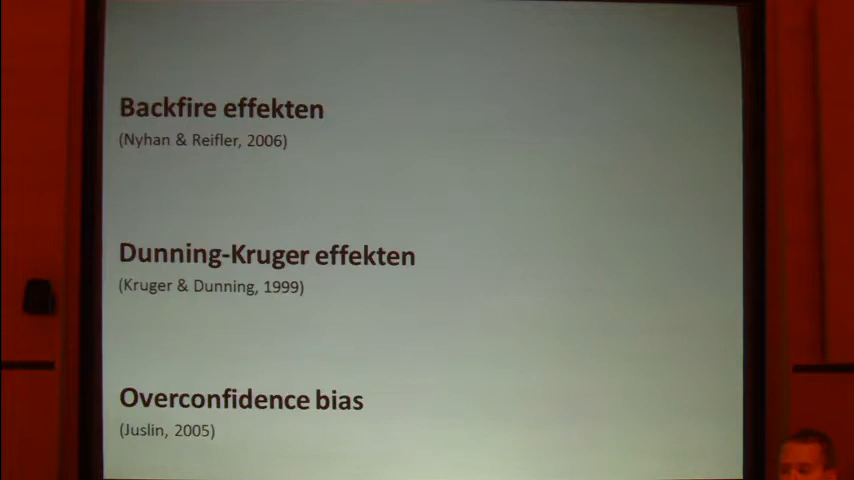 Backfire effekten
(Nyhan & Reifler, 2006)
Dunning-Kruger effekten
(Kruger & Dunning, 1999)
Overconfidence bias
(Juslin, 2005)